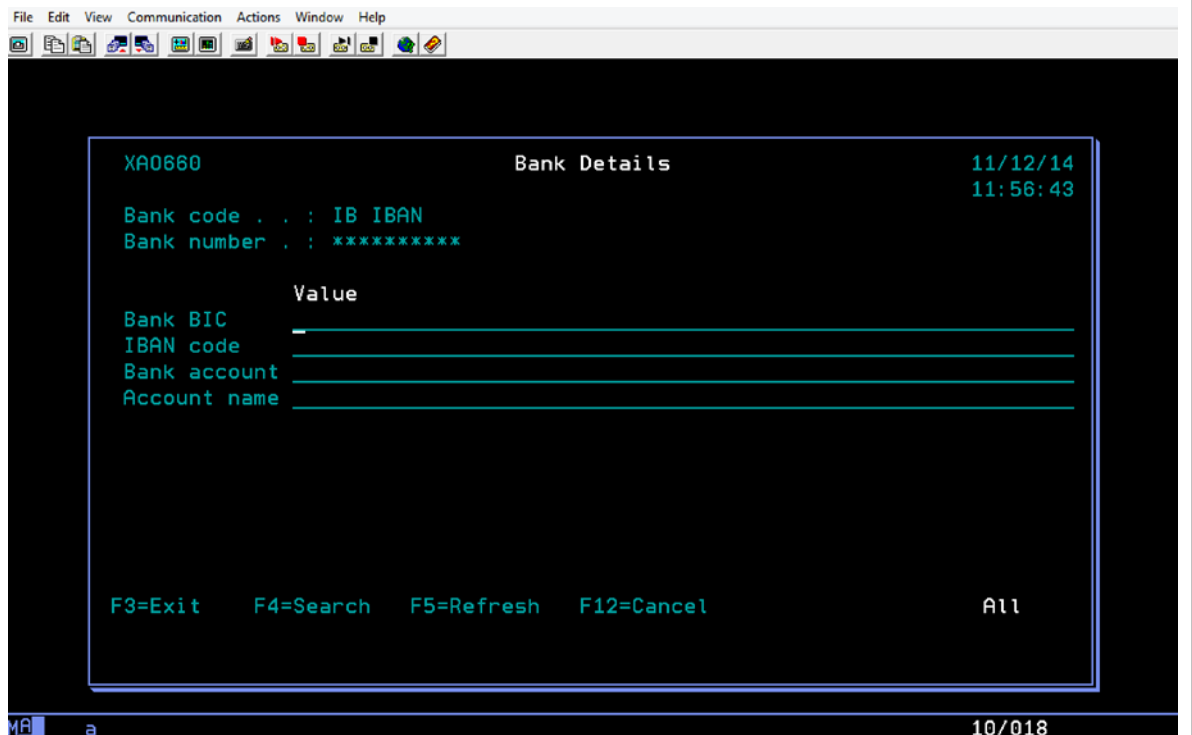 File Edit View Communication Actions Window Help
XAO660 Bank Details 11/12/14
11:56:43
Bank code . . : IB IBAN
Bank number . : **********
Value
Bank BIC
IBAN code
Bank account
Account name
F3=Exit F4=Search F5=Refresh F12=Cancel All
MA a 10/018